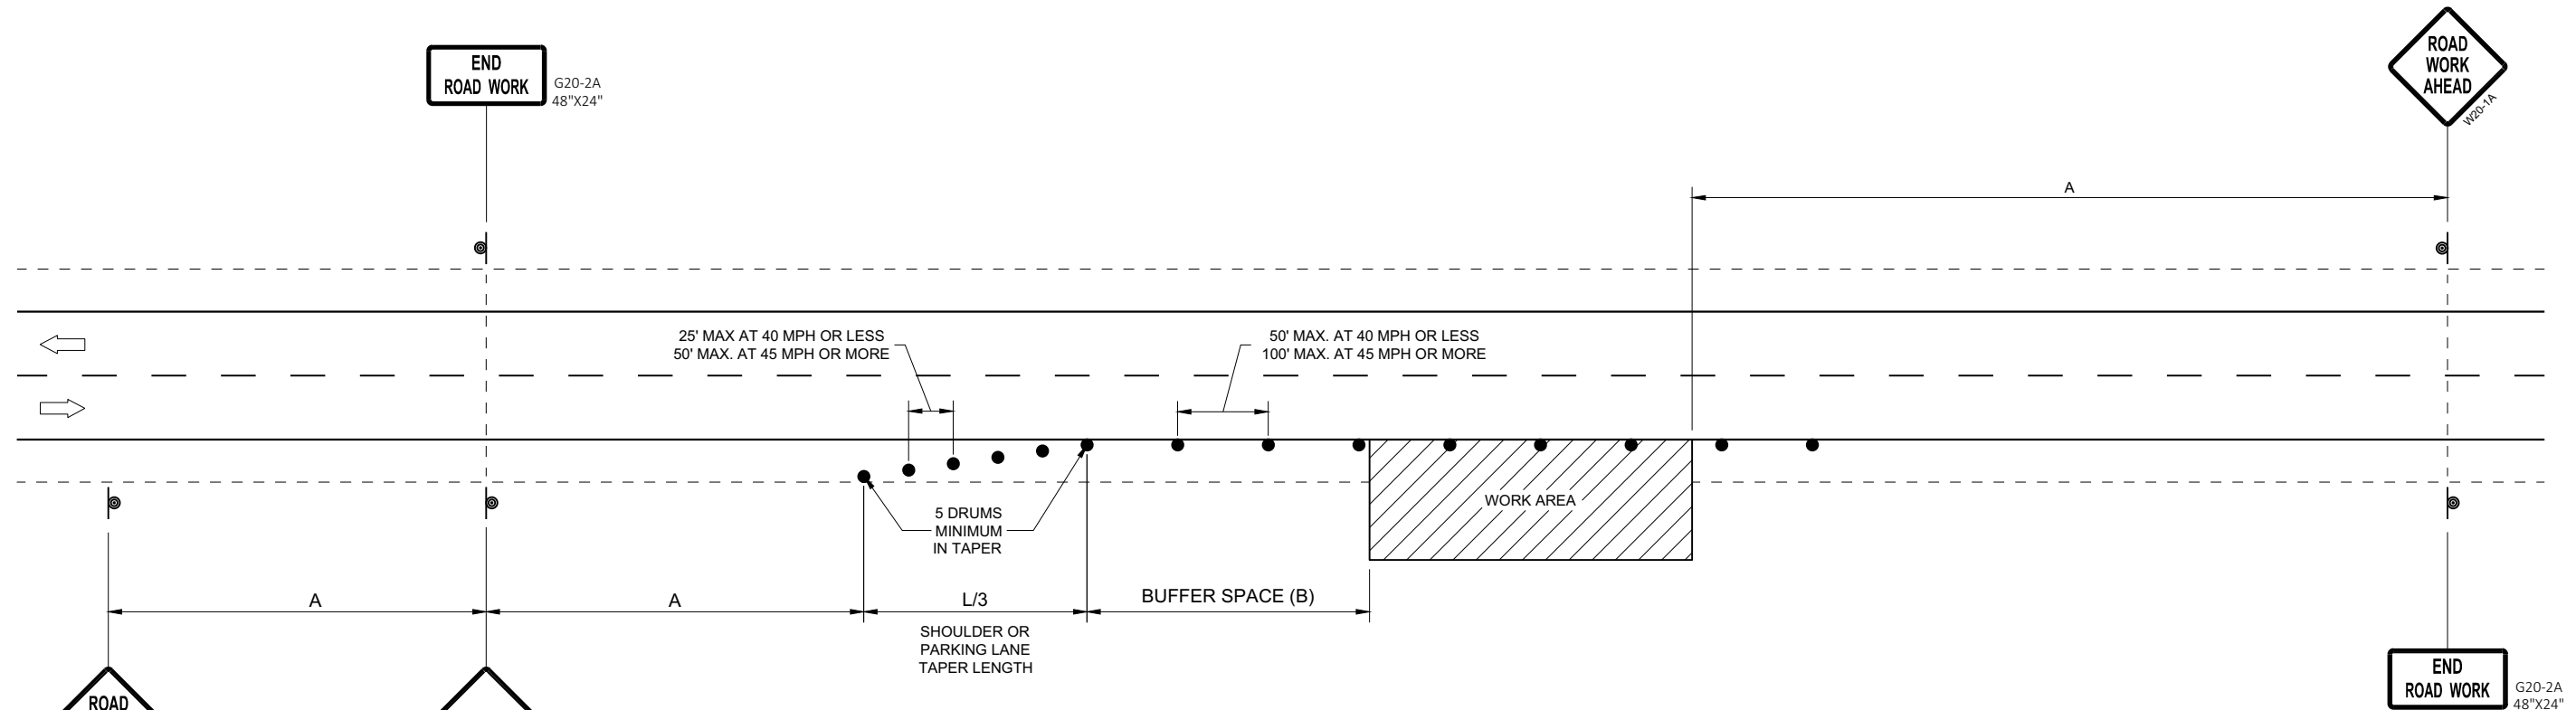 END
ROAD WORK
G20-2A
48"X24"
ROAD
WORK
AHEAD
W20-1A
A
25' MAX AT 40 MPH OR LESS
50' MAX. AT 45 MPH OR MORE
50' MAX. AT 40 MPH OR LESS
100' MAX. AT 45 MPH OR MORE
WORK AREA
5 DRUMS
MINIMUM
IN TAPER
A
A
L/3
BUFFER SPACE (B)
SHOULDER OR
PARKING LANE
TAPER LENGTH
ROAD
END
ROAD WORK
G20-2A
48"X24"